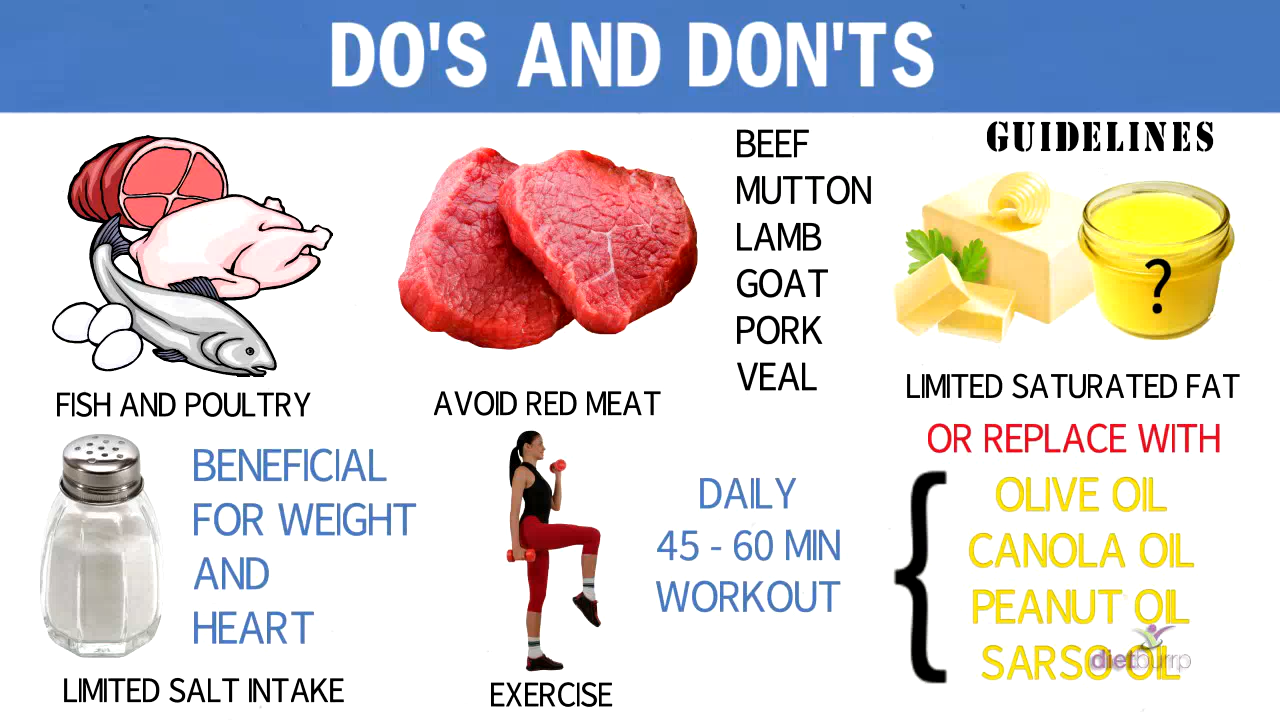 DO'S AND DON'TS
FISH AND POULTRY
AVOID RED MEAT
BEEF
MUTTON
LAMB
GOAT
PORK
VEAL
GUIDELINES
?
LIMITED SATURATED FAT
OR REPLACE WITH
OLIVE OIL
CANOLA OIL
PEANUT OIL
SARSO OIL
dietburrp
BENEFICIAL
FOR WEIGHT
AND
HEART
LIMITED SALT INTAKE
DAILY
45 - 60 MIN
WORKOUT
EXERCISE